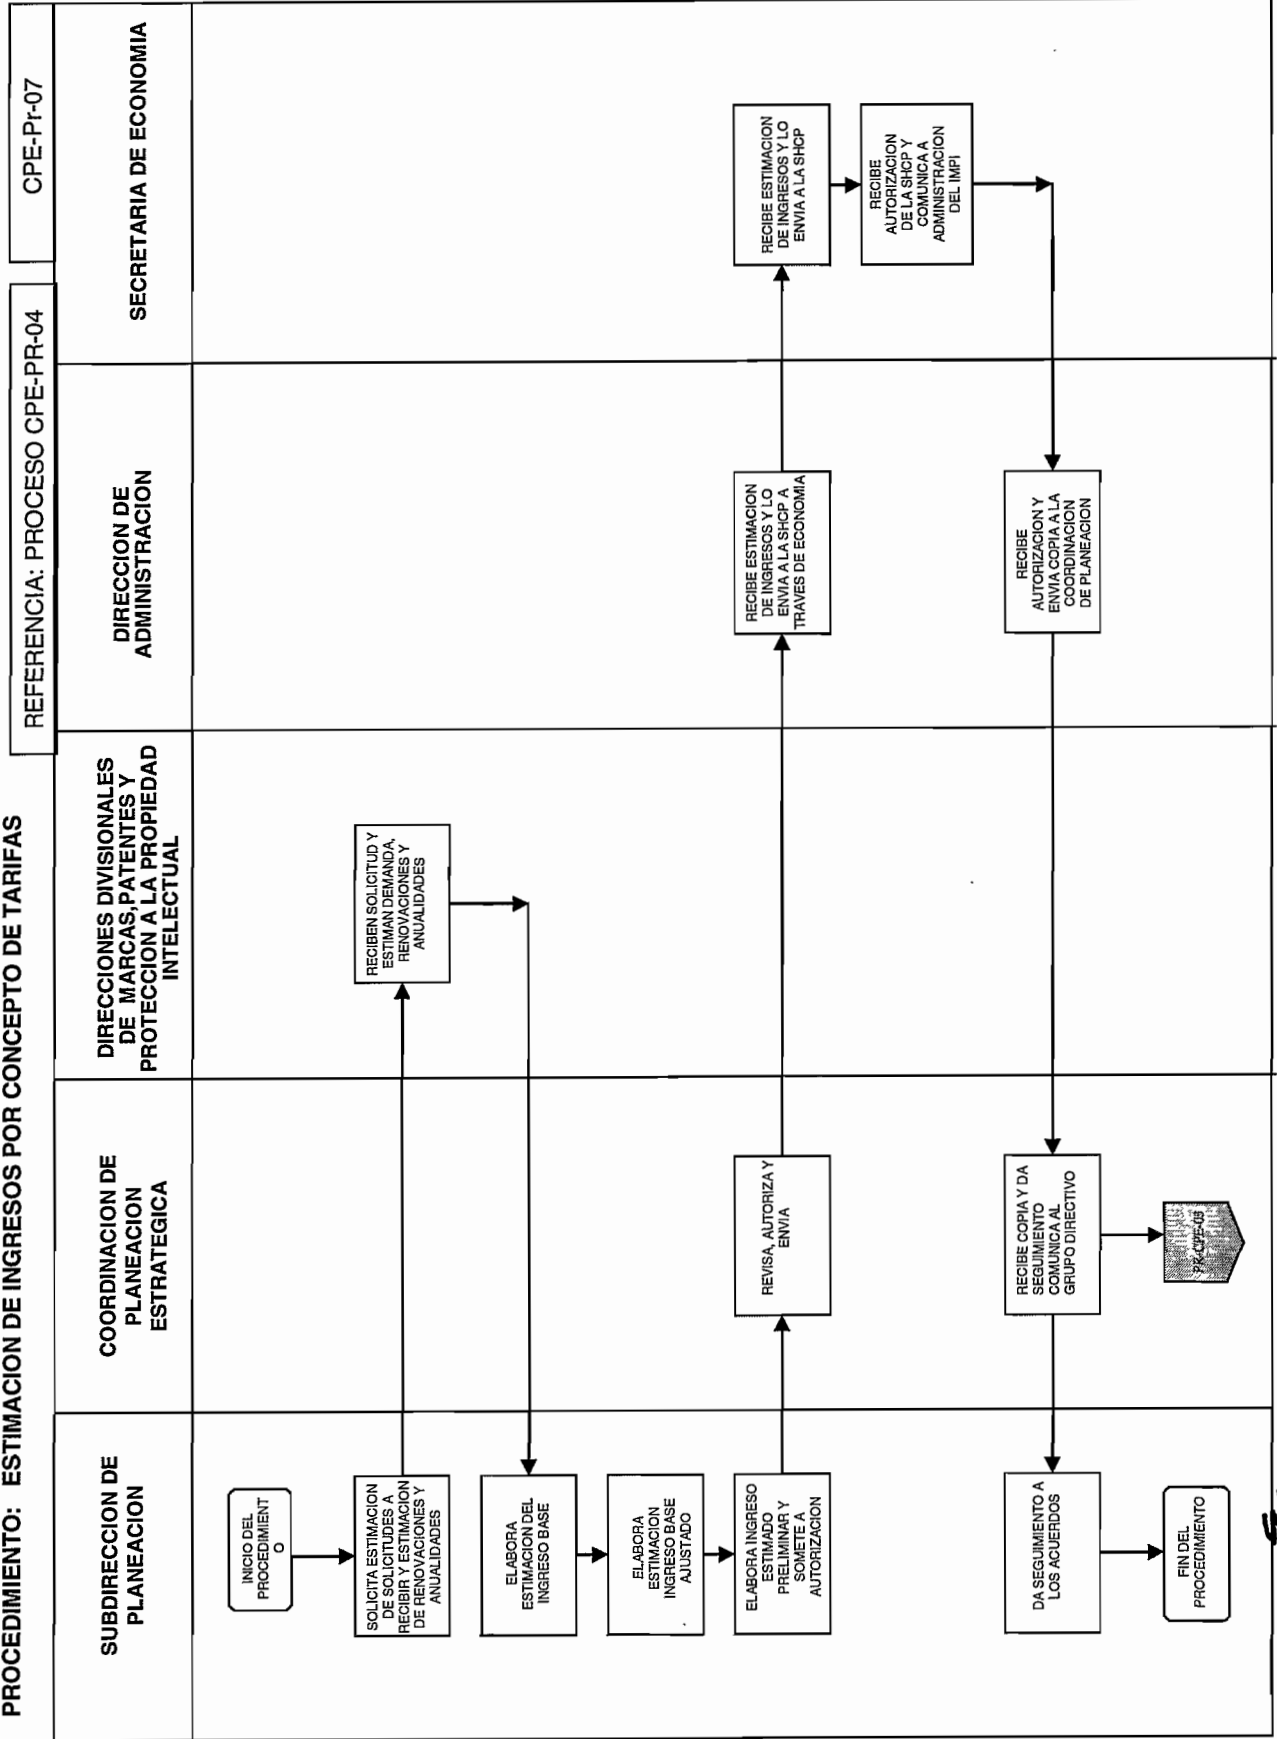 PROCEDIMIENTO: ESTIMACION DE INGRESOS POR CONCEPTO DE TARIFAS
REFERENCIA: PROCESO CPE-PR-04
CPE-Pr-07
SUBDIRECCION DE
PLANEACION
COORDINACION DE
PLANEACION
ESTRATEGICA
DIRECCIONES DIVISIONALES
DE MARCAS,PATENTES Y
PROTECCION A LA PROPIEDAD
INTELECTUAL
DIRECCION DE
ADMINISTRACION
SECRETARIA DE ECONOMIA
INICIO DEL
PROCEDIMIENT
O
SOLICITA ESTIMACION
DE SOLICITUDES A
RECIBIR Y ESTIMACION
DE RENOVACIONES Y
ANUALIDADES
RECIBEN SOLICITUD Y
ESTIMAN DEMANDA,
RENOVACIONES Y
ANUALIDADES
ELABORA
ESTIMACION DEL
INGRESO BASE
ELABORA
ESTIMACION
INGRESO BASE
AJUSTADO
ELABORA INGRESO
ESTIMADO
PRELIMINAR Y
SOMETE A
AUTORIZACION
REVISA, AUTORIZA Y
ENVIA
RECIBE ESTIMACION
DE INGRESOS Y LO
ENVIA A LA SHCP A
TRAVES DE ECONOMIA
RECIBE ESTIMACION
DE INGRESOS Y LO
ENVIA A LA SHCP
RECIBE
AUTORIZACION
DE LA SHCP Y
COMUNICA A
ADMINISTRACION
DEL IMPI
RECIBE
AUTORIZACION Y
ENVIA COPIA A LA
COORDINACION
DE PLANEACION
RECIBE COPIA Y DA
SEGUIMIENTO
COMUNICA AL
GRUPO DIRECTIVO
DA SEGUIMIENTO A
LOS ACUERDOS
PR-CPE-05
FIN DEL
PROCEDIMIENTO